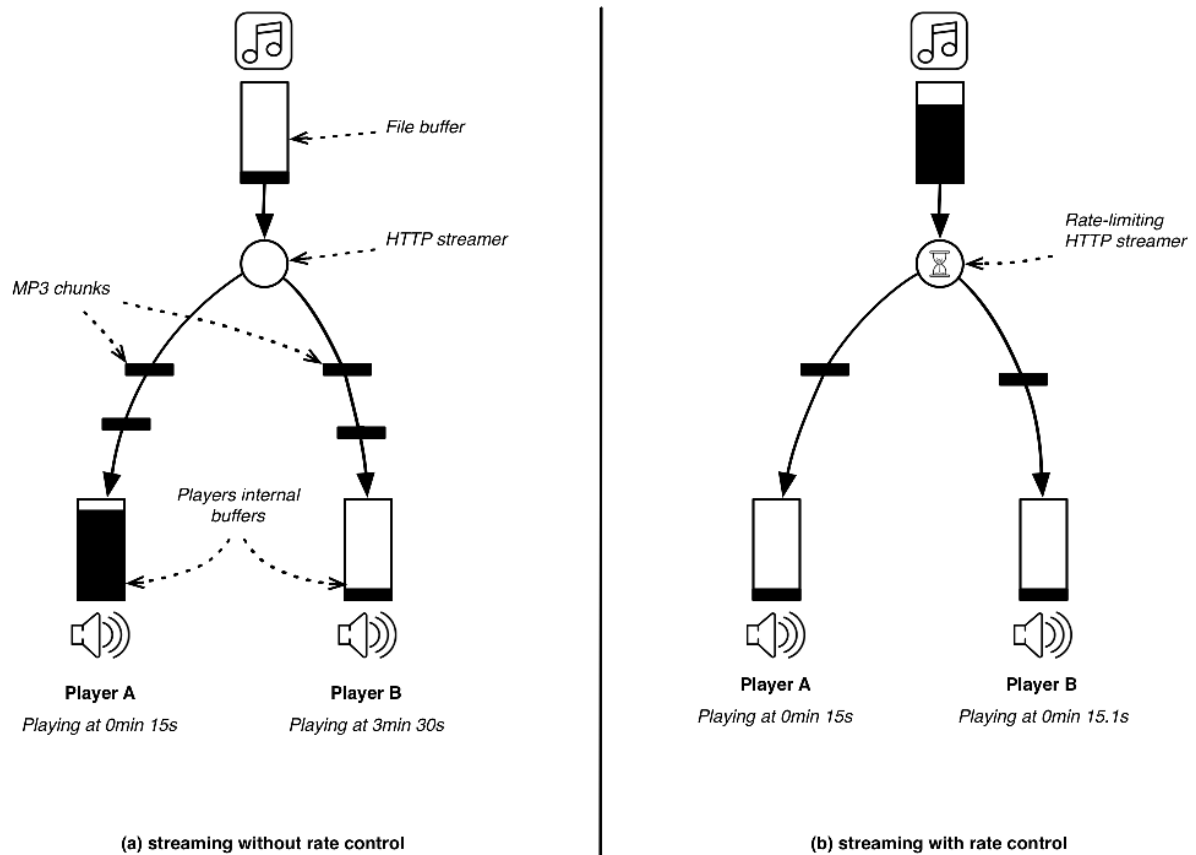 File buffer
HTTP streamer
MP3 chunks
Players internal
buffers
Player A
Playing at 0min 15s
Player B
Playing at 3min 30s
(a) streaming without rate control
Rate-limiting
HTTP streamer
Player A
Playing at 0min 15s
Player B
Playing at 0min 15.1s
(b) streaming with rate control